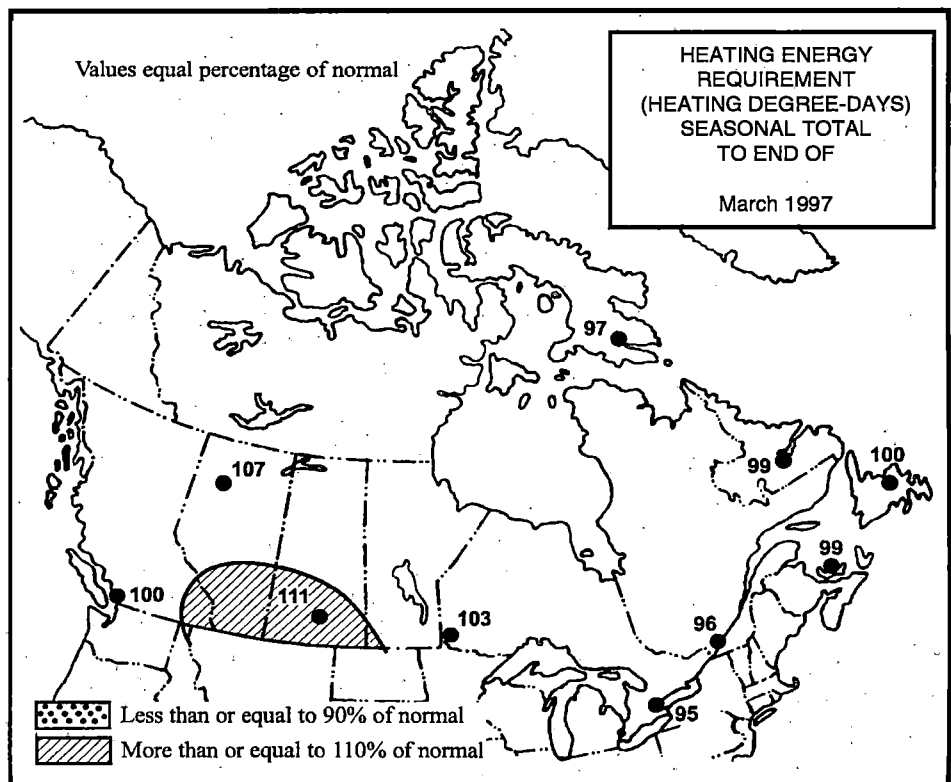 Values equal percentage of normal
HEATING ENERGY
REQUIREMENT
(HEATING DEGREE-DAYS)
SEASONAL TOTAL
TO END OF
March 1997
97
107
99
100
99
100
111
103
96
95
Less than or equal to 90% of normal
More than or equal to 110% of normal